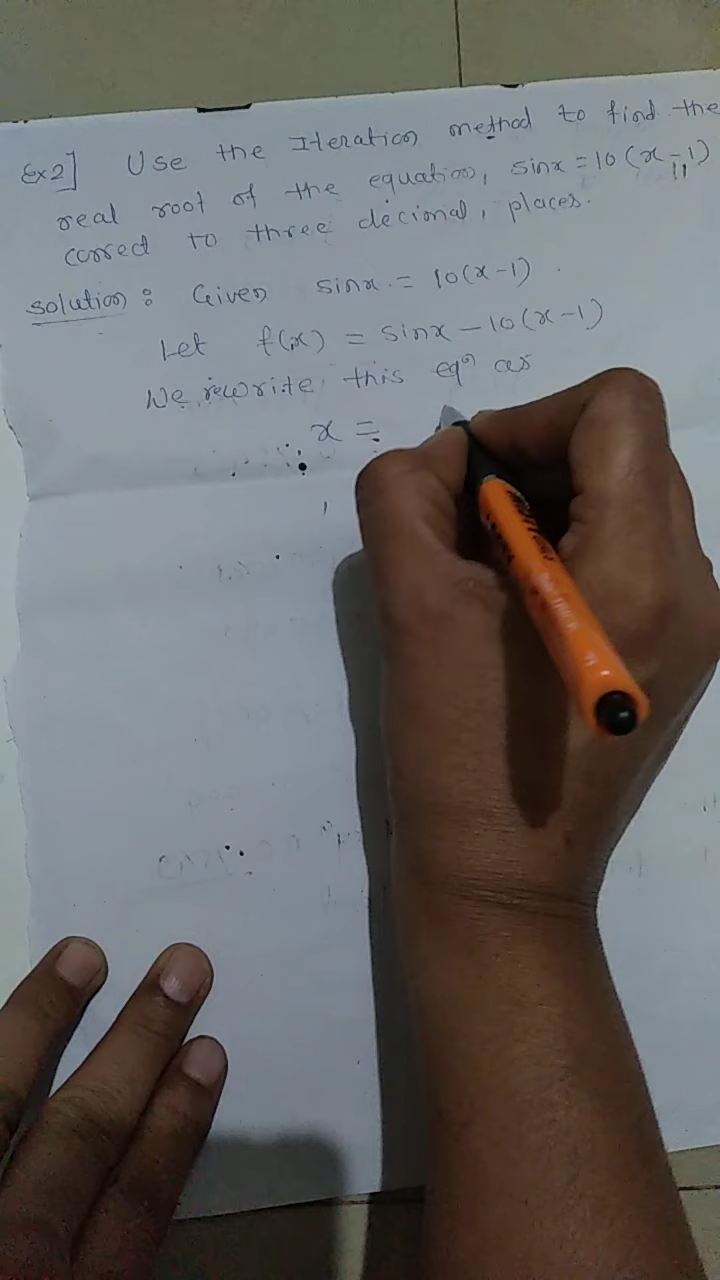 Ex2] Use the Iteration method to find the
real root of the equation, sinx = 10(x-1)
correct to three decimal, places.
solution: Given sinx = 10(x-1).
Let f(x) = sinx - 10(x-1)
We rewrite this eqn as
x =